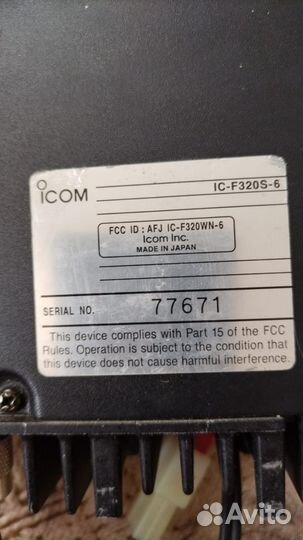 ICOM
IC-F320S-6
FCC ID : AFJ IC-F320WN-6
Icom Inc.
MADE IN JAPAN
SERIAL NO. 77671
This device complies with Part 15 of the FCC
Rules. Operation is subject to the condition that
this device does not cause harmful interference.
Avito